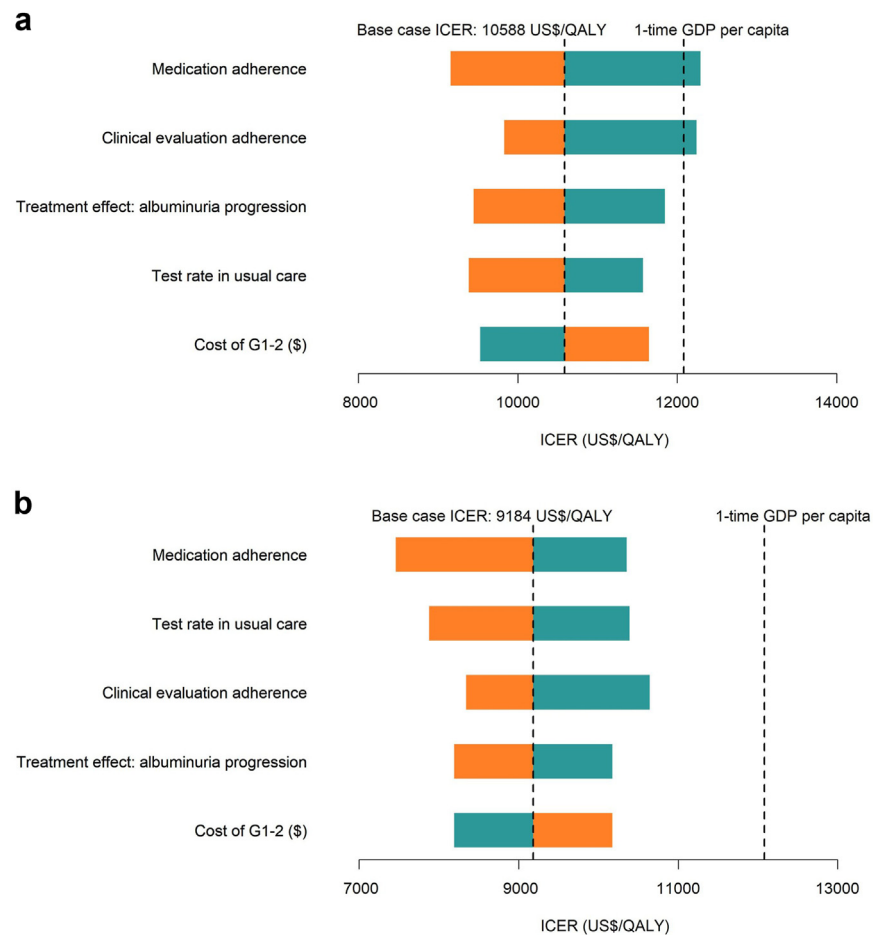 a
Base case ICER: 10588 US$/QALY
1-time GDP per capita
Medication adherence
Clinical evaluation adherence
Treatment effect: albuminuria progression
Test rate in usual care
Cost of G1-2 ($)
8000 10000 12000 14000
ICER (US$/QALY)
b
Base case ICER: 9184 US$/QALY
1-time GDP per capita
Medication adherence
Test rate in usual care
Clinical evaluation adherence
Treatment effect: albuminuria progression
Cost of G1-2 ($)
7000 9000 11000 13000
ICER (US$/QALY)